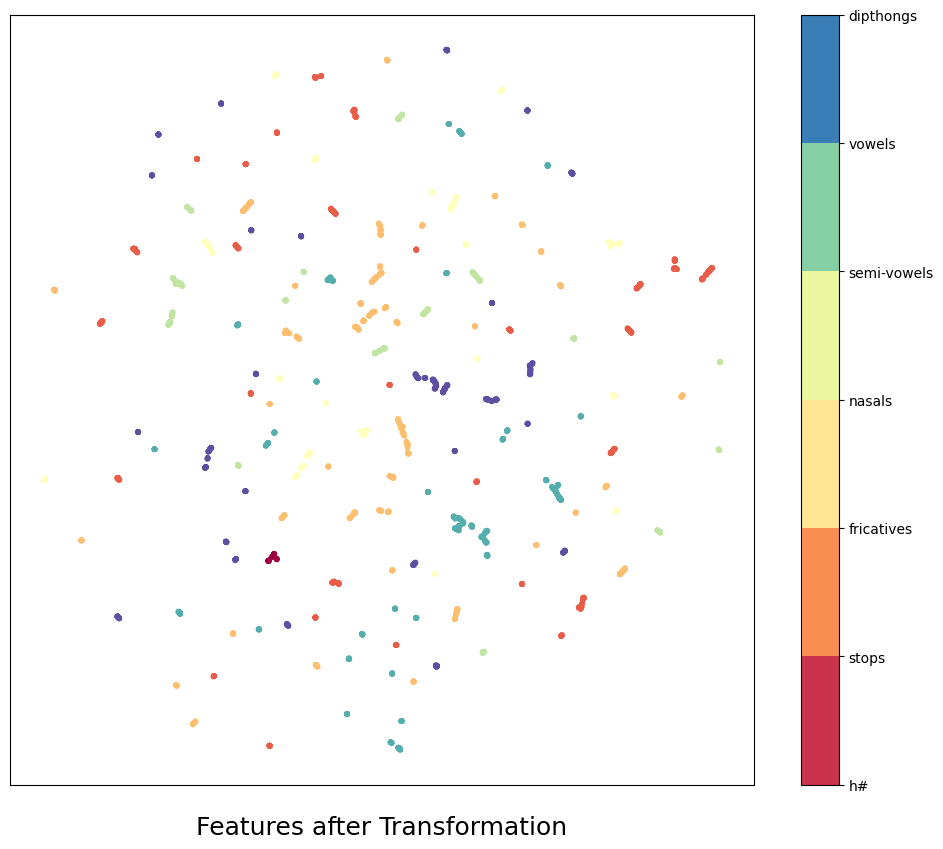 dipthongs
vowels
semi-vowels
nasals
fricatives
stops
h#
Features after Transformation